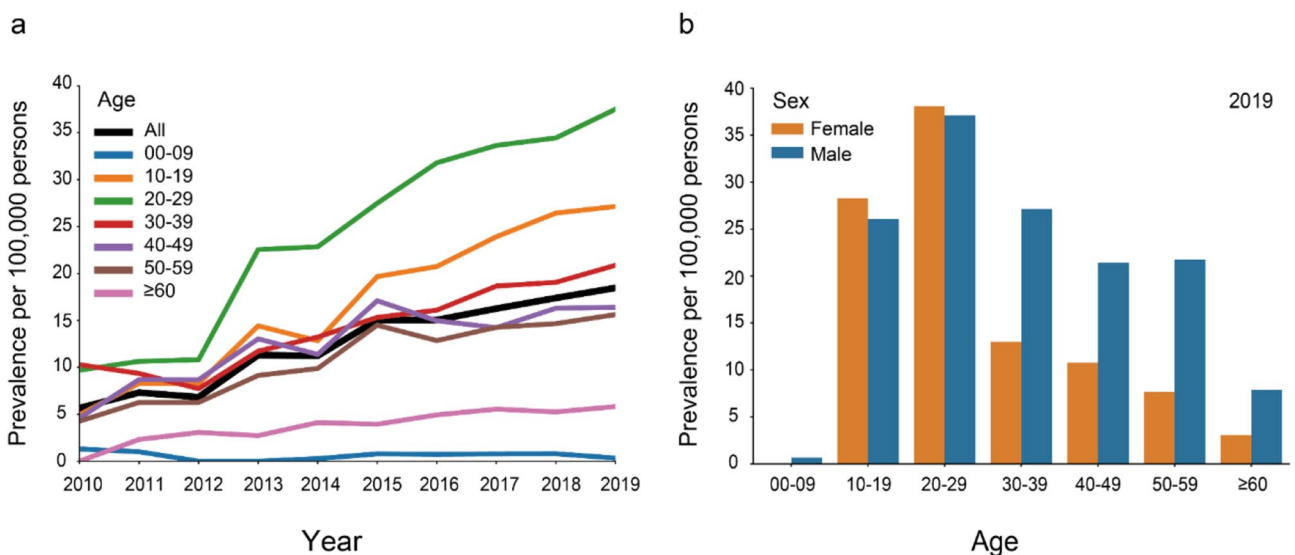 a
Prevalence per 100,000 persons
40
35
30
25
20
15
10
5
0
Age
All
00-09
10-19
20-29
30-39
40-49
50-59
≥60
2010 2011 2012 2013 2014 2015 2016 2017 2018 2019
Year
b
Prevalence per 100,000 persons
40
35
30
25
20
15
10
5
0
Sex
Female
Male
2019
00-09 10-19 20-29 30-39 40-49 50-59 ≥60
Age